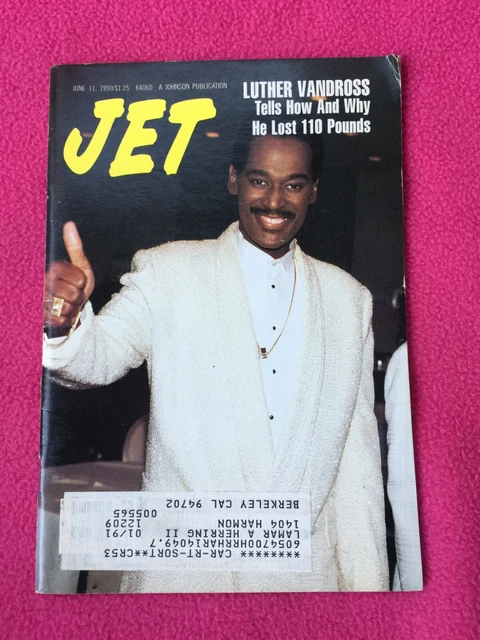 JUNE 11, 1990/$1.25 64060 A JOHNSON PUBLICATION
JET
LUTHER VANDROSS
Tells How And Why
He Lost 110 Pounds
******** CAR-RT-SORT**CR53
6054700HRRHAR14049.7
LAMAR A HERRING II 01/91
1404 HARMON 12209
005565
BERKELEY CAL 94702